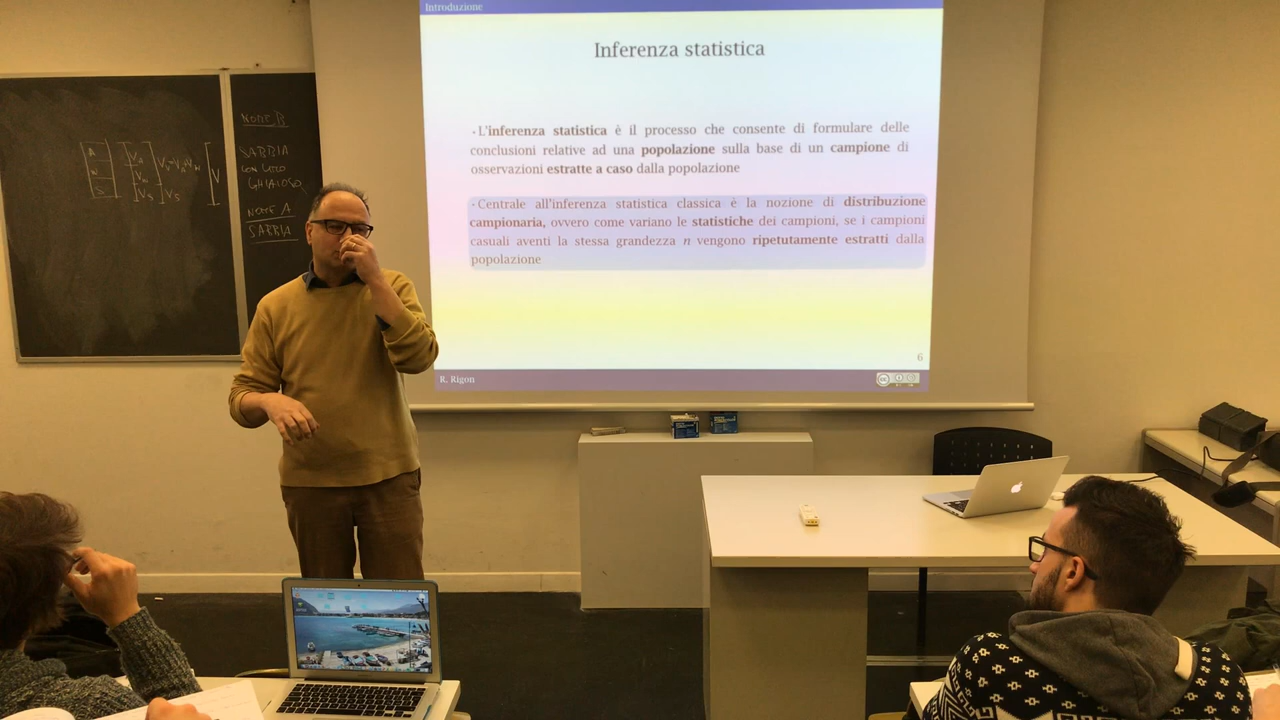 Introduzione
Inferenza statistica
·L'inferenza statistica è il processo che consente di formulare delle
conclusioni relative ad una popolazione sulla base di un campione di
osservazioni estratte a caso dalla popolazione
·Centrale all'inferenza statistica classica è la nozione di distribuzione
campionaria, ovvero come variano le statistiche dei campioni, se i campioni
casuali aventi la stessa grandezza n vengono ripetutamente estratti dalla
popolazione
6
R. Rigon
cc
NOME B
SABBIA
GHIAIOSO
NOME A
SABBIA